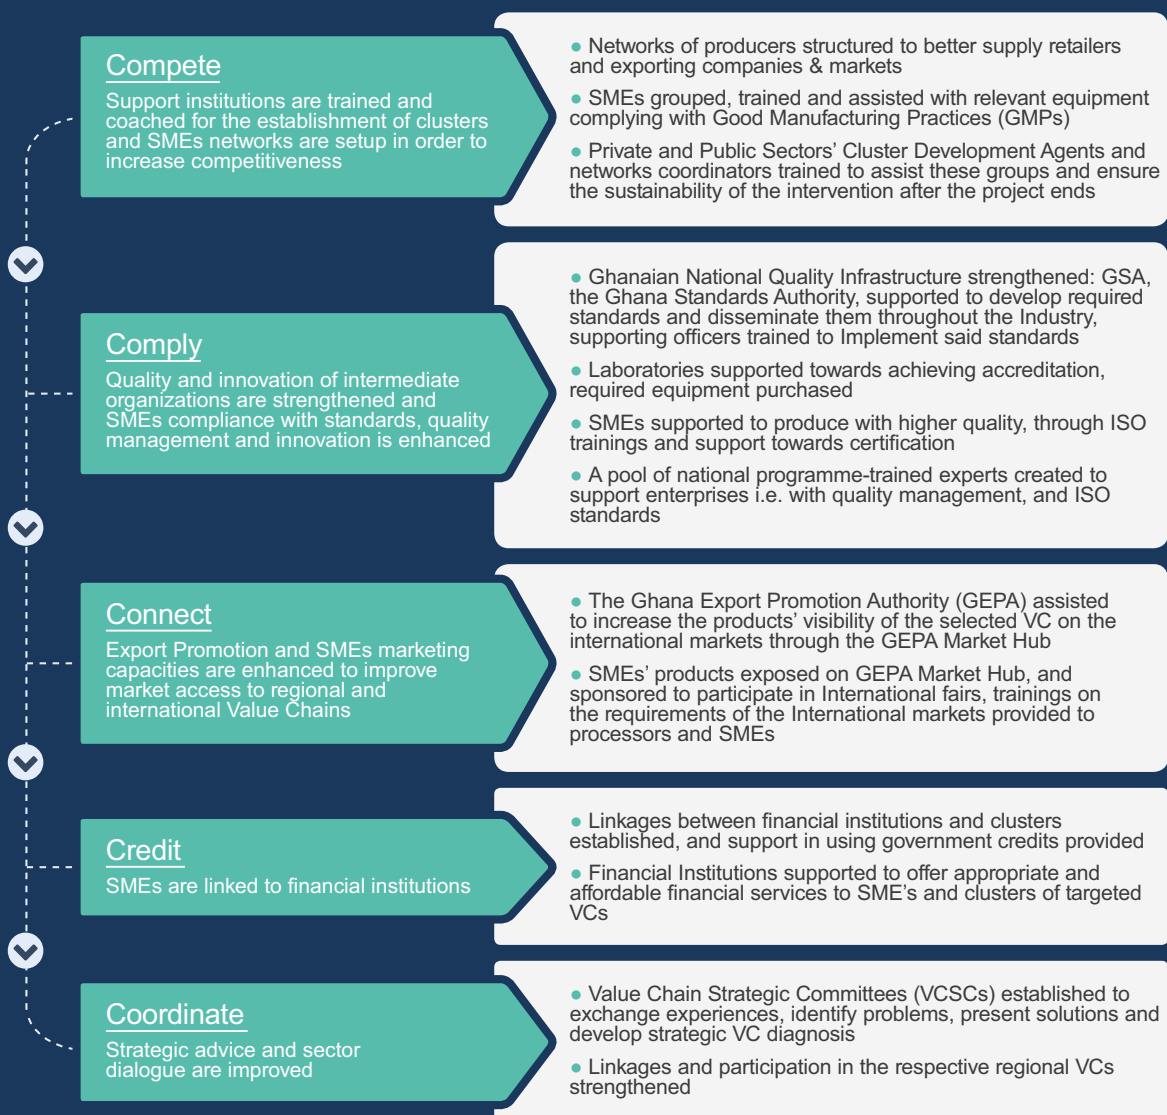 Compete
Support institutions are trained and
coached for the establishment of clusters
and SMEs networks are setup in order to
increase competitiveness
● Networks of producers structured to better supply retailers
and exporting companies & markets
● SMEs grouped, trained and assisted with relevant equipment
complying with Good Manufacturing Practices (GMPs)
● Private and Public Sectors’ Cluster Development Agents and
networks coordinators trained to assist these groups and ensure
the sustainability of the intervention after the project ends
Comply
Quality and innovation of intermediate
organizations are strengthened and
SMEs compliance with standards, quality
management and innovation is enhanced
● Ghanaian National Quality Infrastructure strengthened: GSA,
the Ghana Standards Authority, supported to develop required
standards and disseminate them throughout the Industry,
supporting officers trained to Implement said standards
● Laboratories supported towards achieving accreditation,
required equipment purchased
● SMEs supported to produce with higher quality, through ISO
trainings and support towards certification
● A pool of national programme-trained experts created to
support enterprises i.e. with quality management, and ISO
standards
Connect
Export Promotion and SMEs marketing
capacities are enhanced to improve
market access to regional and
international Value Chains
● The Ghana Export Promotion Authority (GEPA) assisted
to increase the products’ visibility of the selected VC on the
international markets through the GEPA Market Hub
● SMEs’ products exposed on GEPA Market Hub, and
sponsored to participate in International fairs, trainings on
the requirements of the International markets provided to
processors and SMEs
Credit
SMEs are linked to financial institutions
● Linkages between financial institutions and clusters
established, and support in using government credits provided
● Financial Institutions supported to offer appropriate and
affordable financial services to SME’s and clusters of targeted
VCs
Coordinate
Strategic advice and sector
dialogue are improved
● Value Chain Strategic Committees (VCSCs) established to
exchange experiences, identify problems, present solutions and
develop strategic VC diagnosis
● Linkages and participation in the respective regional VCs
strengthened